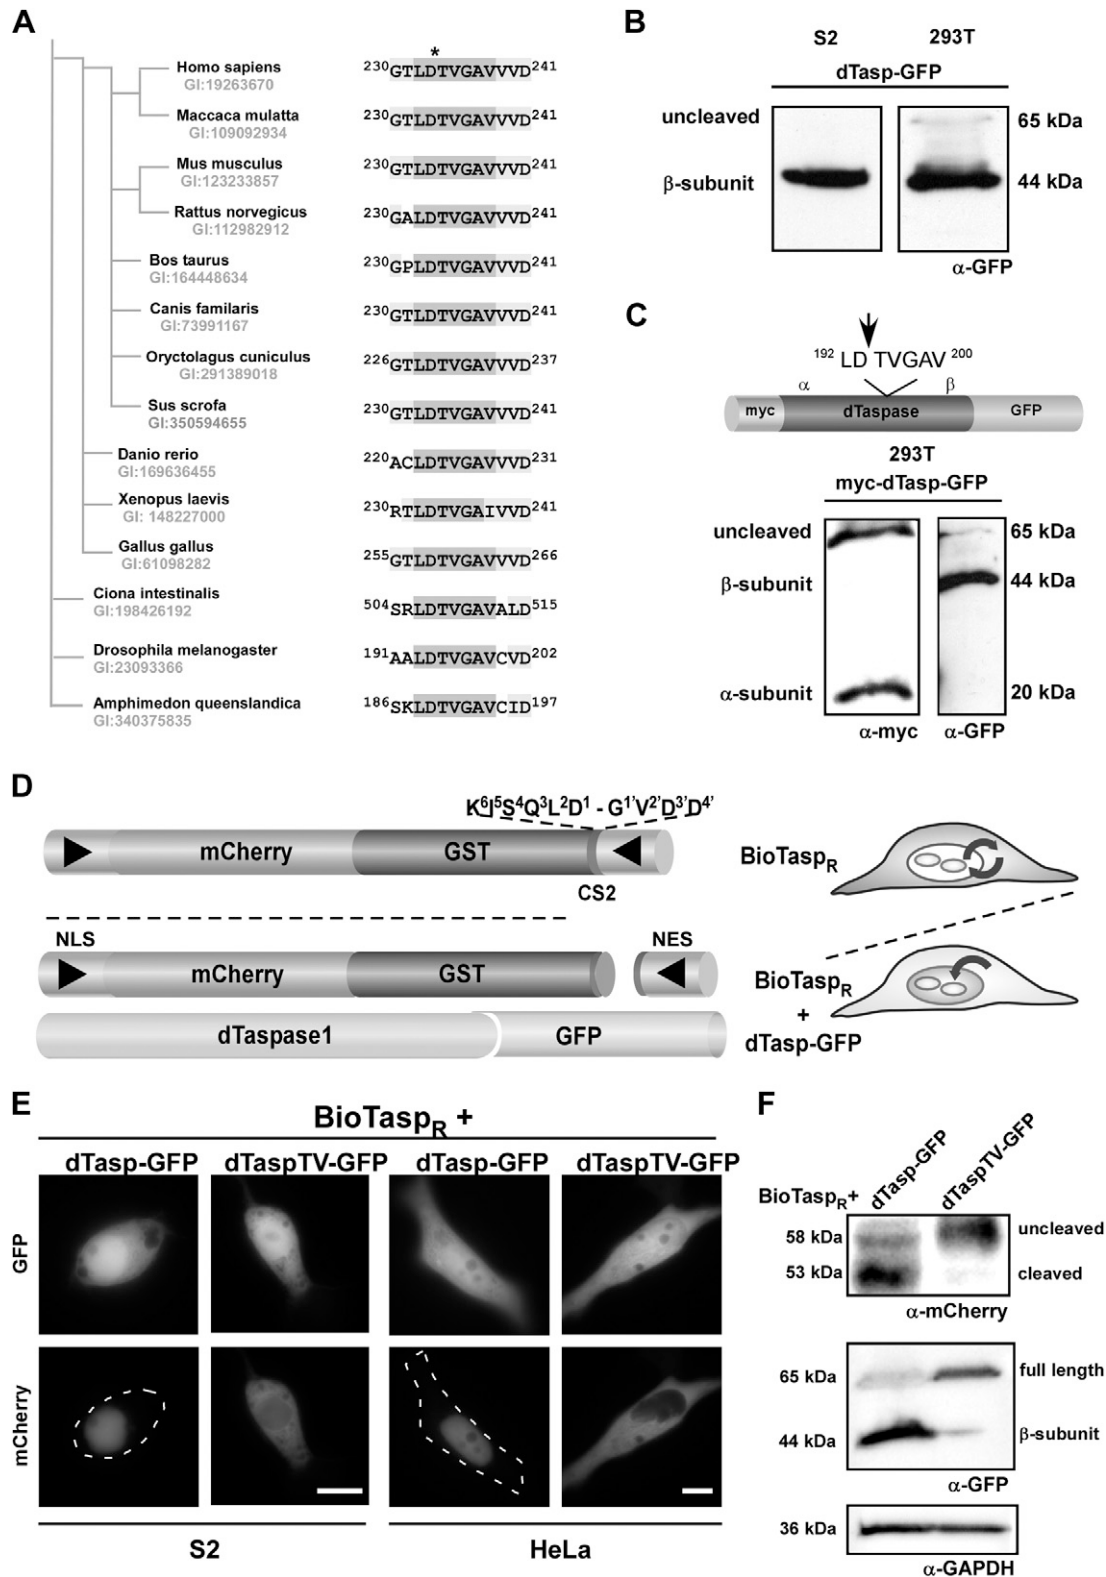 A
*
Homo sapiens 230GTLDTVGAVVVD241
GI:19263670
Maccaca mulatta 230GTLDTVGAVVVD241
GI:109092934
Mus musculus 230GTLDTVGAVVVD241
GI:123233857
Rattus norvegicus 230GALDTVGAVVVD241
GI:112982912
Bos taurus 230GPLDTVGAVVVD241
GI:164448634
Canis familaris 230GTLDTVGAVVVD241
GI:73991167
Oryctolagus cuniculus 226GTLDTVGAVVVD237
GI:291389018
Sus scrofa 230GTLDTVGAVVVD241
GI:350594655
Danio rerio 220ACLDTVGAVVVD231
GI:169636455
Xenopus laevis 230RTLDTVGAIVVD241
GI: 148227000
Gallus gallus 255GTLDTVGAVVVD266
GI:61098282
Ciona intestinalis 504SRLDTVGAVALD515
GI:198426192
Drosophila melanogaster 191AALDTVGAVCVD202
GI:23093366
Amphimedon queenslandica 186SKLDTVGAVCID197
GI:340375835
B
S2 293T
dTasp-GFP
uncleaved 65 kDa
β-subunit 44 kDa
α-GFP
C
192 LD TVGAV 200
α β
myc dTaspase GFP
293T
myc-dTasp-GFP
uncleaved 65 kDa
β-subunit 44 kDa
α-subunit 20 kDa
α-myc α-GFP
D
K6I5S4Q3L2D1 - G1'V2'D3'D4'
mCherry GST
CS2
BioTaspR
NLS NES
mCherry GST
dTaspase1 GFP
BioTaspR
+
dTasp-GFP
E
BioTaspR +
dTasp-GFP dTaspTV-GFP dTasp-GFP dTaspTV-GFP
GFP
mCherry
S2 HeLa
F
BioTaspR+ dTasp-GFP dTaspTV-GFP
58 kDa uncleaved
53 kDa cleaved
α-mCherry
65 kDa full length
44 kDa β-subunit
α-GFP
36 kDa
α-GAPDH